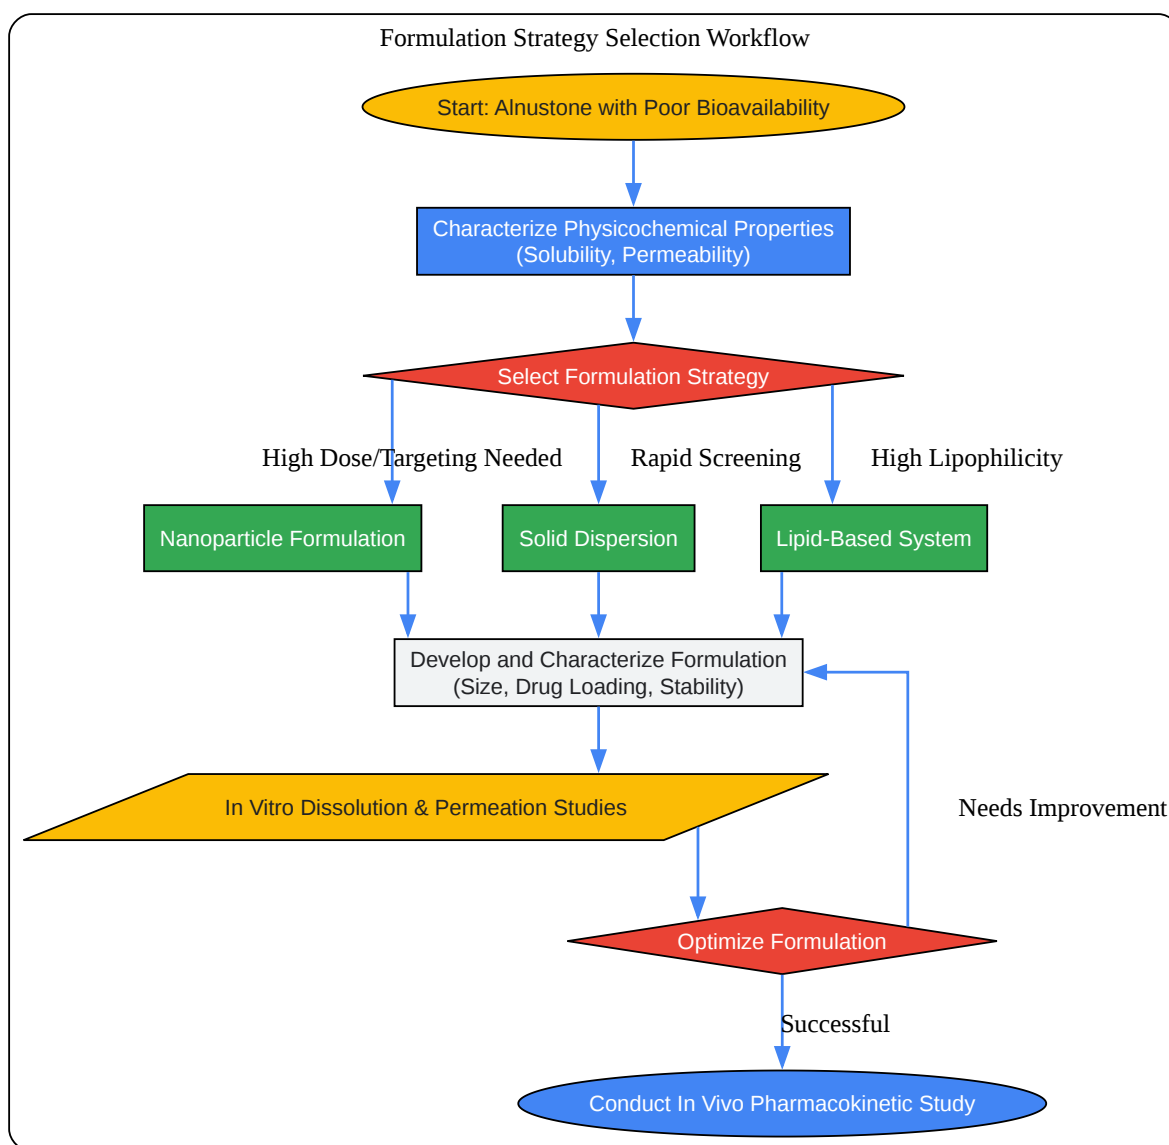 Formulation Strategy Selection Workflow
Start: Alnustone with Poor Bioavailability
Characterize Physicochemical Properties
(Solubility, Permeability)
Select Formulation Strategy
High Dose/Targeting Needed
Rapid Screening
High Lipophilicity
Nanoparticle Formulation
Solid Dispersion
Lipid-Based System
Develop and Characterize Formulation
(Size, Drug Loading, Stability)
In Vitro Dissolution & Permeation Studies
Needs Improvement
Optimize Formulation
Successful
Conduct In Vivo Pharmacokinetic Study